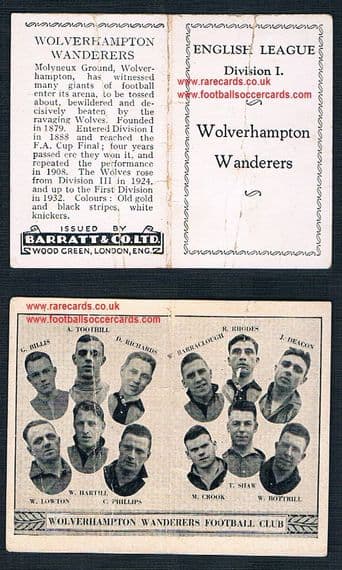 WOLVERHAMPTON
WANDERERS
Molyneux Ground, Wolver-
hampton, has witnessed
many giants of football
enter its arena, to be tossed
about, bewildered and de-
cisively beaten by the
ravaging Wolves. Founded
in 1879. Entered Division I
in 1888 and reached the
F.A. Cup Final; four years
passed ere they won it, and
repeated the performance
in 1908. The Wolves rose
from Division III in 1924,
and up to the First Division
in 1932. Colours: Old gold
and black stripes, white
knickers.
ISSUED BY
BARRATT & CO. LTD.
WOOD GREEN, LONDON, ENG.
ENGLISH LEAGUE
Division I.
www.rarecards.co.uk
www.footballsoccercards.com
Wolverhampton
Wanderers
www.rarecards.co.uk
www.footballsoccercards.com
G. BILLIS
A. TOOTHILL
D. RICHARDS
W. BARRACLOUGH
R. RHODES
J. DEACON
W. LOWTON
W. HARTILL
C. PHILLIPS
M. CROOK
T. SHAW
W. BOTTRILL
WOLVERHAMPTON WANDERERS FOOTBALL CLUB